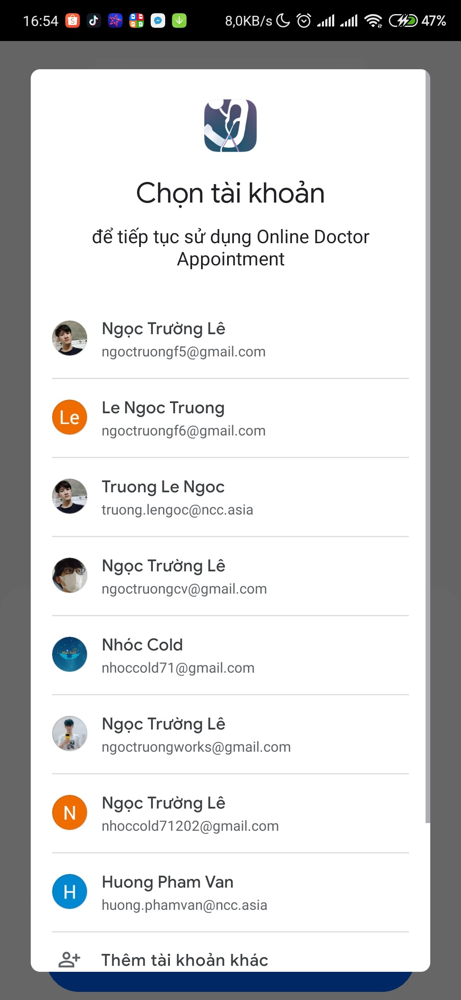 16:54
8,0KB/s
47%
Chọn tài khoản
để tiếp tục sử dụng Online Doctor
Appointment
Ngọc Trường Lê
ngoctruongf5@gmail.com
Le
Le Ngoc Truong
ngoctruongf6@gmail.com
Truong Le Ngoc
truong.lengoc@ncc.asia
Ngọc Trường Lê
ngoctruongcv@gmail.com
Nhóc Cold
Nhóc Cold
nhoccold71@gmail.com
Ngọc Trường Lê
ngoctruongworks@gmail.com
N
Ngọc Trường Lê
nhoccold71202@gmail.com
H
Huong Pham Van
huong.phamvan@ncc.asia
Thêm tài khoản khác